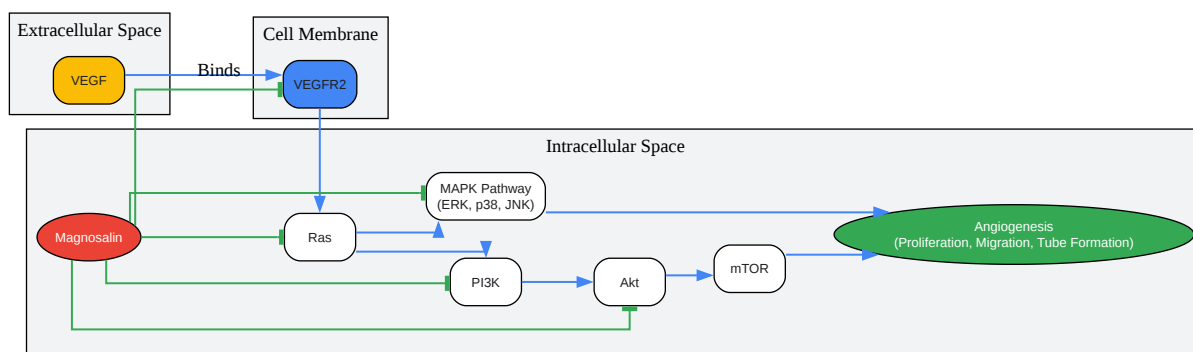 Extracellular Space
Cell Membrane
VEGF
Binds
VEGFR2
Intracellular Space
MAPK Pathway
(ERK, p38, JNK)
Magnosalin
Ras
Angiogenesis
(Proliferation, Migration, Tube Formation)
PI3K
Akt
mTOR